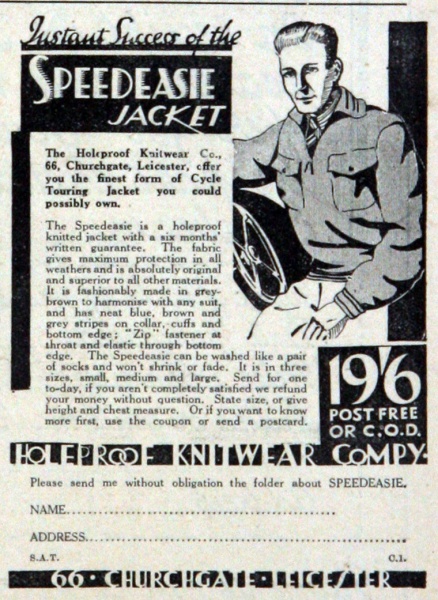 Instant Success of the
SPEEDEASIE
JACKET
The Holeproof Knitwear Co.,
66, Churchgate, Leicester, offer
you the finest form of Cycle
Touring Jacket you could
possibly own.
The Speedeasie is a holeproof
knitted jacket with a six months'
written guarantee. The fabric
gives maximum protection in all
weathers and is absolutely original
and superior to all other materials.
It is fashionably made in grey-
brown to harmonise with any suit,
and has neat blue, brown and
grey stripes on collar, cuffs and
bottom edge; "Zip" fastener at
throat and elastic through bottom
edge. The Speedeasie can be washed like a pair
of socks and won't shrink or fade. It is in three
sizes, small, medium and large. Send for one
to-day, if you aren't completely satisfied we refund
your money without question. State size, or give
height and chest measure. Or if you want to know
more first, use the coupon or send a postcard.
19'6
POST FREE
OR C.O.D.
HOLEPROOF KNITWEAR COMPY.
Please send me without obligation the folder about SPEEDEASIE.
NAME
ADDRESS
S.A.T. C.1.
66 · CHURCHGATE · LEICESTER